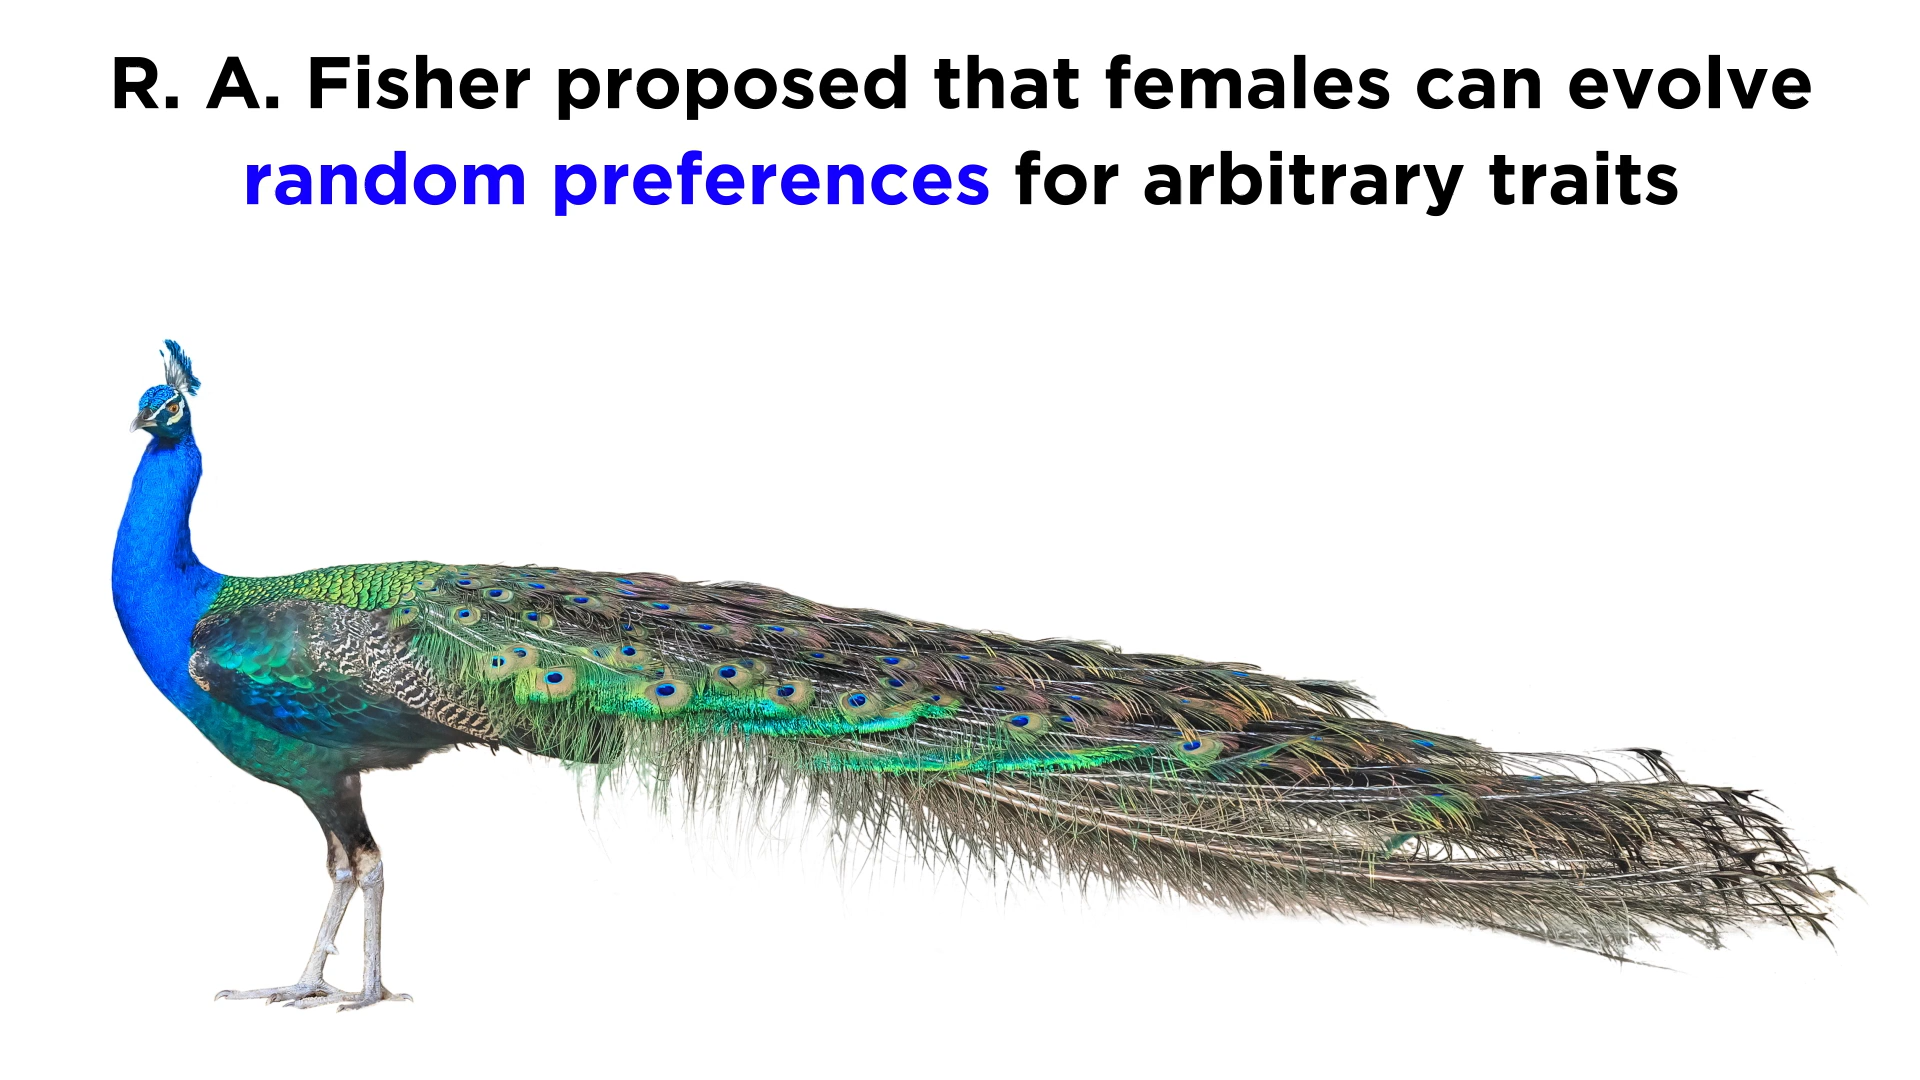 R. A. Fisher proposed that females can evolve
random preferences for arbitrary traits